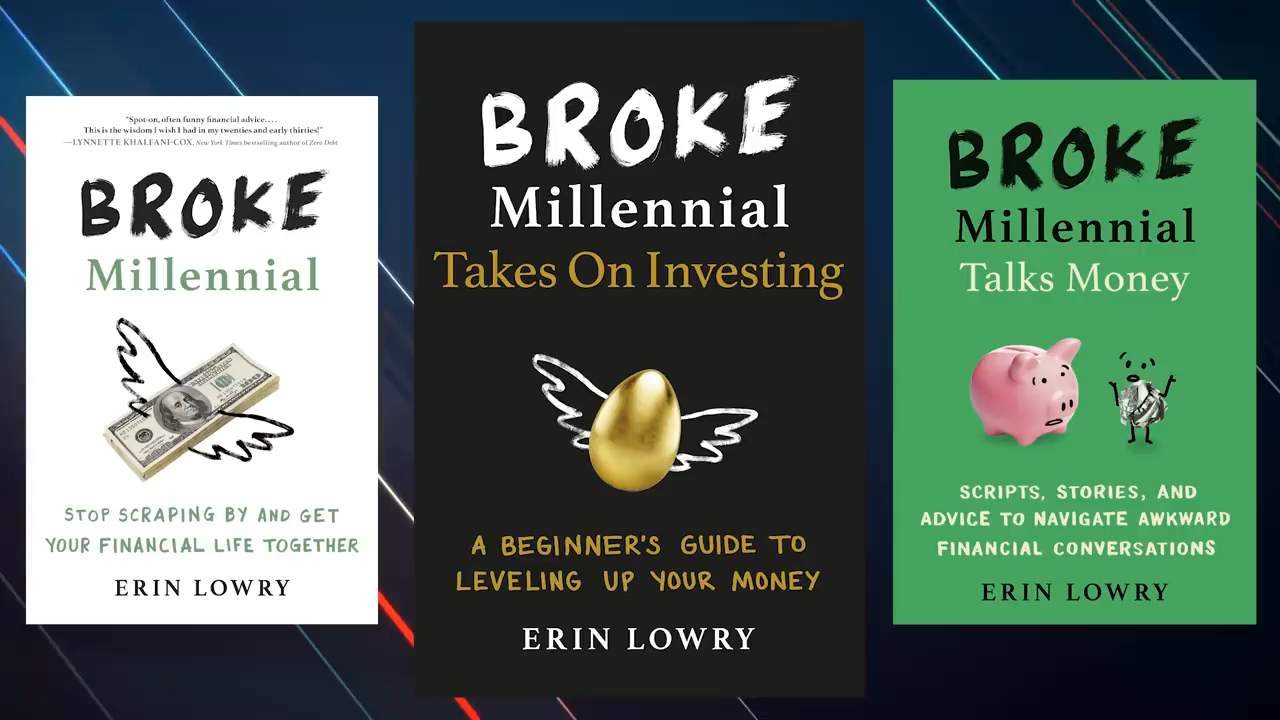 "Spot-on, often funny financial advice. . . .
This is the wisdom I wish I had in my twenties and early thirties!"
—LYNNETTE KHALFANI-COX, New York Times bestselling author of Zero Debt
BROKE
Millennial
STOP SCRAPING BY AND GET
YOUR FINANCIAL LIFE TOGETHER
ERIN LOWRY
BROKE
Millennial
Takes On Investing
A BEGINNER'S GUIDE TO
LEVELING UP YOUR MONEY
ERIN LOWRY
BROKE
Millennial
Talks Money
SCRIPTS, STORIES, AND
ADVICE TO NAVIGATE AWKWARD
FINANCIAL CONVERSATIONS
ERIN LOWRY